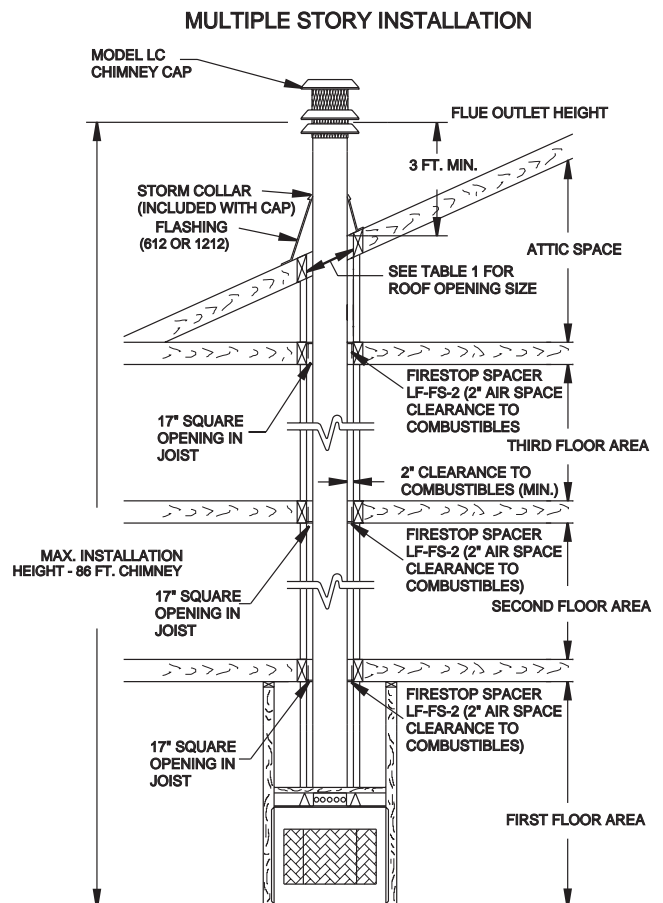 MULTIPLE STORY INSTALLATION
MODEL LC
CHIMNEY CAP
FLUE OUTLET HEIGHT
3 FT. MIN.
STORM COLLAR
(INCLUDED WITH CAP)
FLASHING
(612 OR 1212)
ATTIC SPACE
SEE TABLE 1 FOR
ROOF OPENING SIZE
FIRESTOP SPACER
LF-FS-2 (2" AIR SPACE
CLEARANCE TO
COMBUSTIBLES
17" SQUARE
OPENING IN
JOIST
THIRD FLOOR AREA
2" CLEARANCE TO
COMBUSTIBLES (MIN.)
FIRESTOP SPACER
LF-FS-2 (2" AIR SPACE
CLEARANCE TO
COMBUSTIBLES)
MAX. INSTALLATION
HEIGHT - 86 FT. CHIMNEY
17" SQUARE
OPENING IN
JOIST
SECOND FLOOR AREA
FIRESTOP SPACER
LF-FS-2 (2" AIR SPACE
CLEARANCE TO
COMBUSTIBLES)
17" SQUARE
OPENING IN
JOIST
FIRST FLOOR AREA